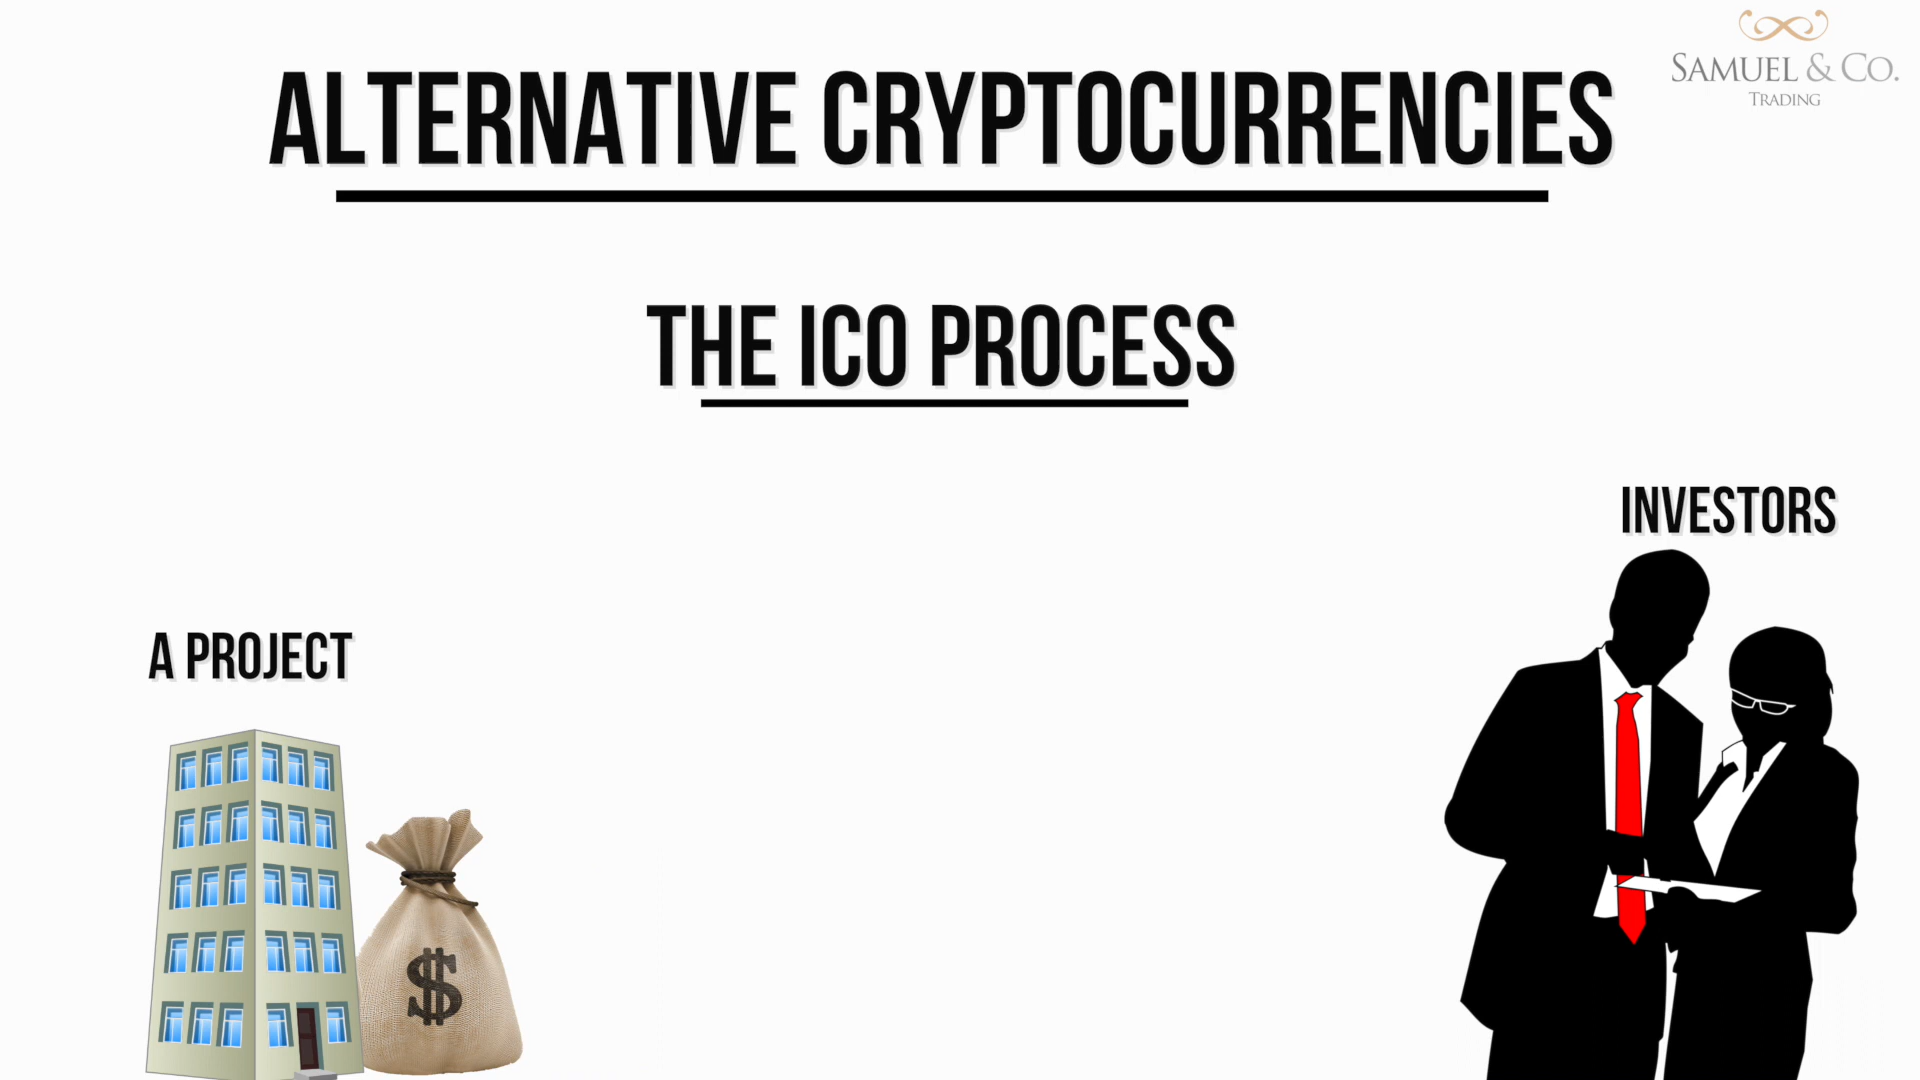 SAMUEL & CO.
TRADING
ALTERNATIVE CRYPTOCURRENCIES
THE ICO PROCESS
INVESTORS
A PROJECT
$